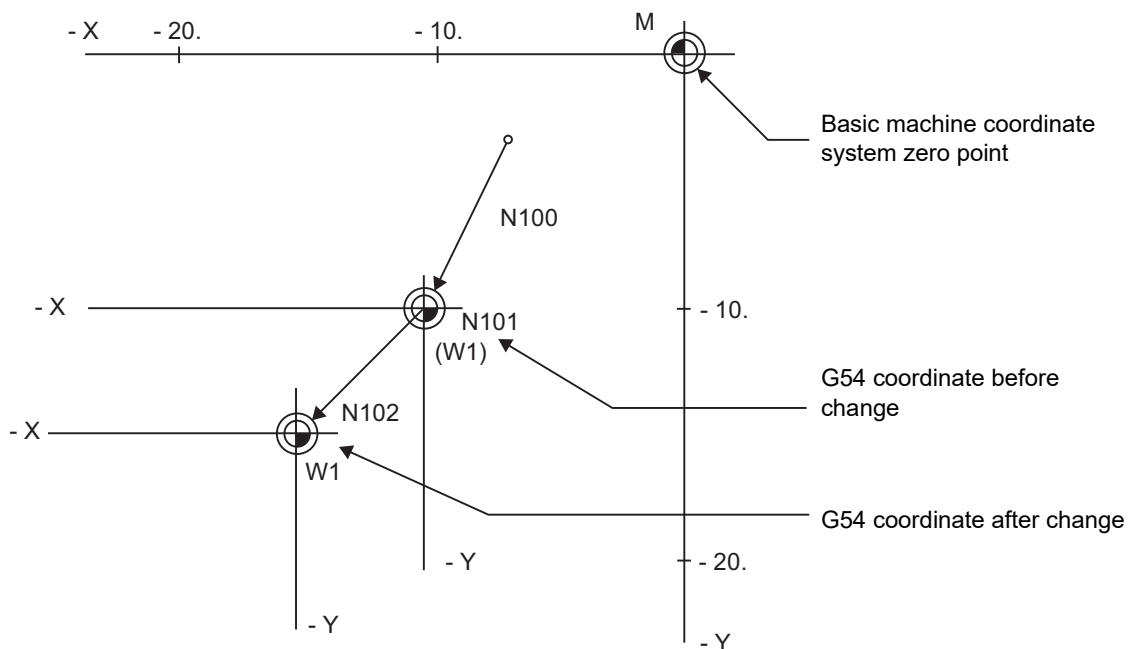 - X
- 20.
- 10.
M
Basic machine coordinate
system zero point
N100
- X
- 10.
N101
(W1)
G54 coordinate before
change
- X
N102
W1
G54 coordinate after change
- Y
- 20.
- Y
- Y